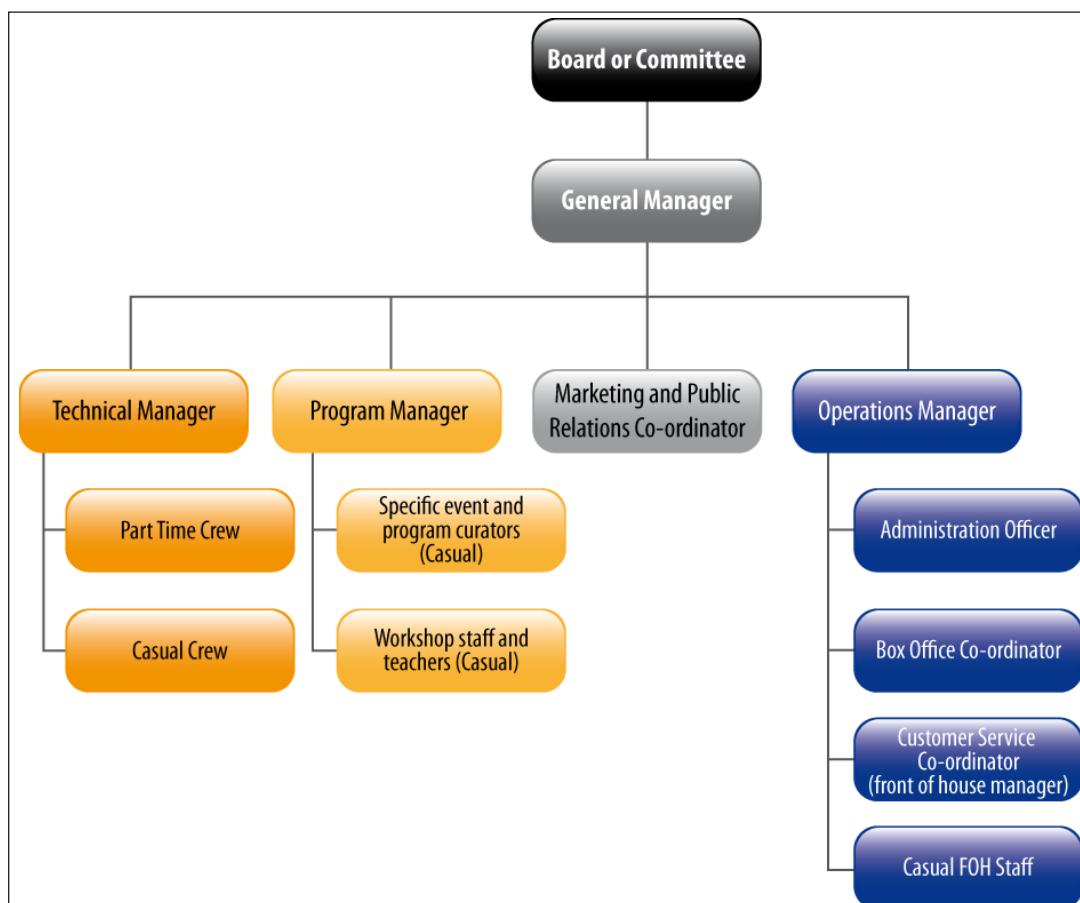 Board or Committee
General Manager
Technical Manager
Program Manager
Marketing and Public
Relations Co-ordinator
Operations Manager
Part Time Crew
Casual Crew
Specific event and
program curators
(Casual)
Workshop staff and
teachers (Casual)
Administration Officer
Box Office Co-ordinator
Customer Service
Co-ordinator
(front of house manager)
Casual FOH Staff